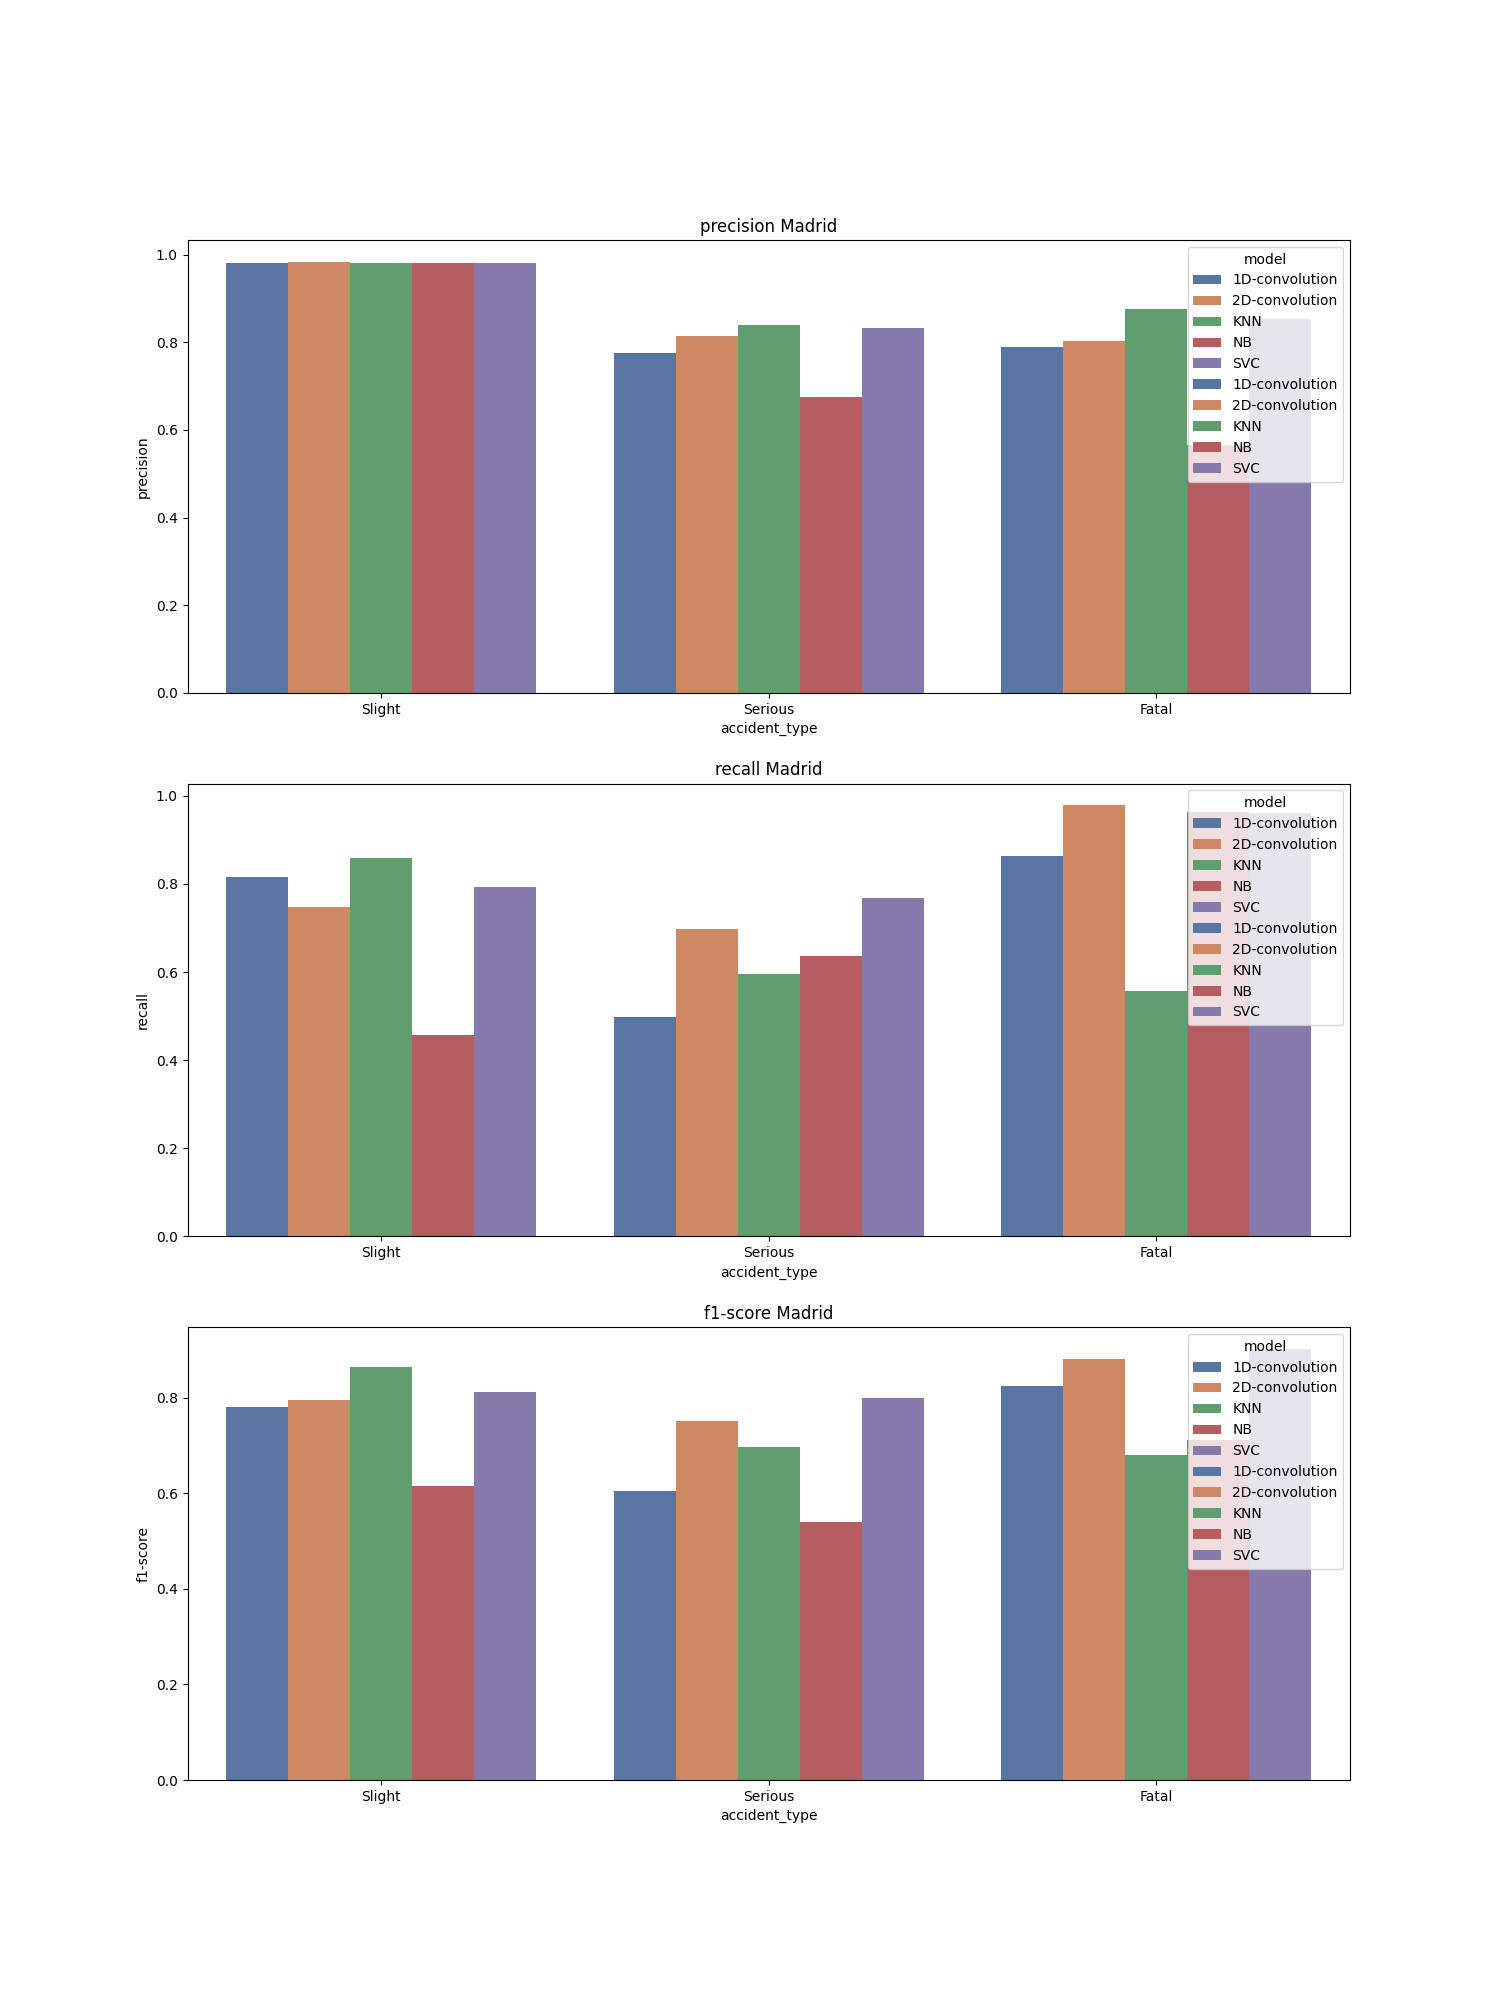 precision Madrid
1.0
0.8
0.6
0.4
0.2
0.0
precision
Slight Serious Fatal
accident_type
model
1D-convolution
2D-convolution
KNN
NB
SVC
1D-convolution
2D-convolution
KNN
NB
SVC
recall Madrid
1.0
0.8
0.6
0.4
0.2
0.0
recall
Slight Serious Fatal
accident_type
model
1D-convolution
2D-convolution
KNN
NB
SVC
1D-convolution
2D-convolution
KNN
NB
SVC
f1-score Madrid
0.8
0.6
0.4
0.2
0.0
f1-score
Slight Serious Fatal
accident_type
model
1D-convolution
2D-convolution
KNN
NB
SVC
1D-convolution
2D-convolution
KNN
NB
SVC